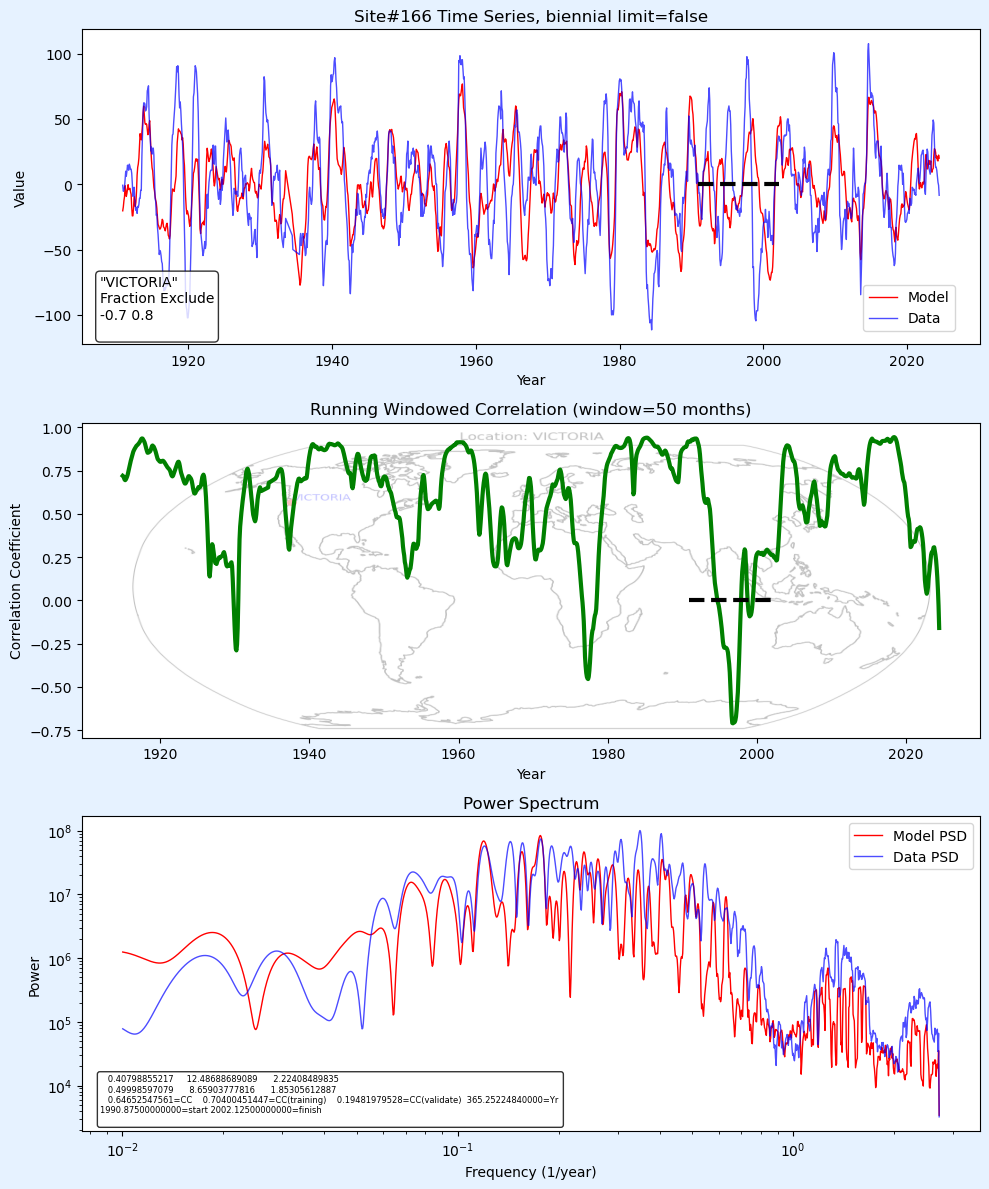 Site#166 Time Series, biennial limit=false
100
50
0
−50
−100
Value
"VICTORIA"
Fraction Exclude
-0.7 0.8
Model
Data
1920
1940
1960
1980
2000
2020
Year
Running Windowed Correlation (window=50 months)
Location: VICTORIA
VICTORIA
1.00
0.75
0.50
0.25
0.00
−0.25
−0.50
−0.75
Correlation Coefficient
1920
1940
1960
1980
2000
2020
Year
Power Spectrum
Model PSD
Data PSD
10⁸
10⁷
10⁶
10⁵
10⁴
Power
0.40798855217 12.48688689089 2.22408489835
0.49998597079 8.65903777816 1.85305612887
0.64652547561=CC 0.70400451447=CC(training) 0.19481979528=CC(validate) 365.25224840000=Yr
1990.87500000000=start 2002.12500000000=finish
10⁻²
10⁻¹
10⁰
Frequency (1/year)